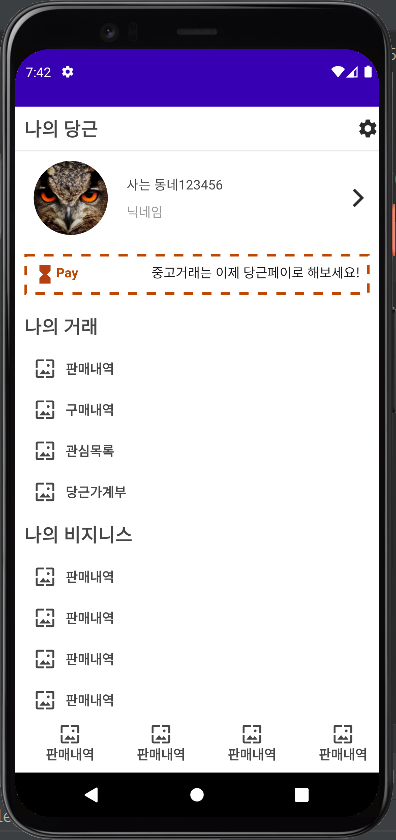 7:42
나의 당근
사는 동네123456
닉네임
Pay 중고거래는 이제 당근페이로 해보세요!
나의 거래
판매내역
구매내역
관심목록
당근가계부
나의 비지니스
판매내역
판매내역
판매내역
판매내역
판매내역 판매내역 판매내역 판매내역